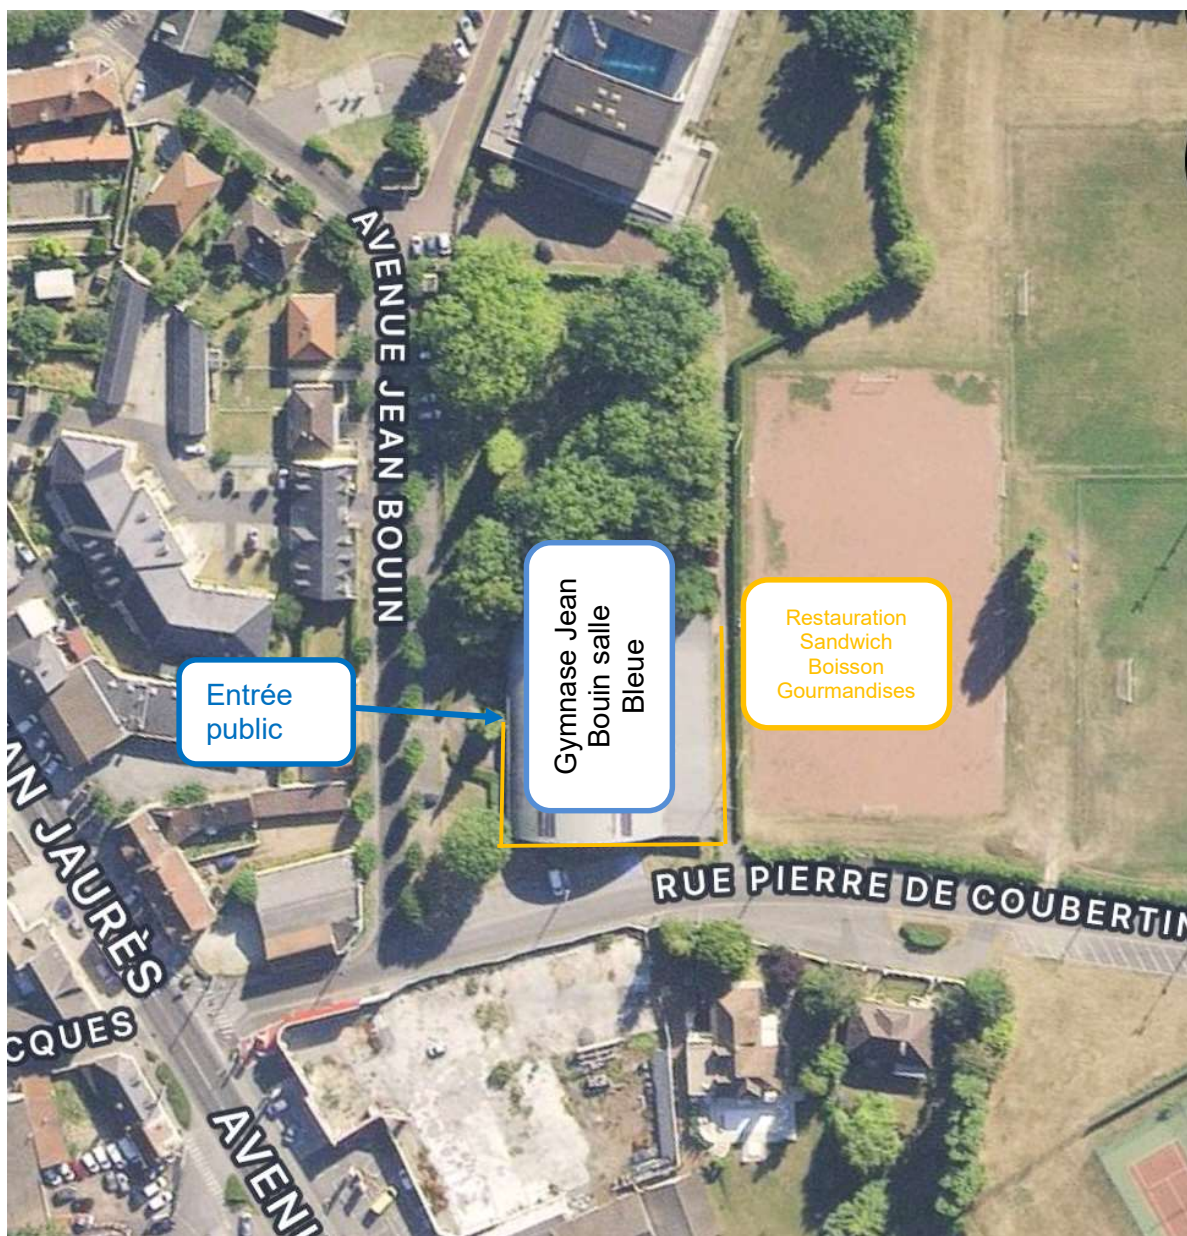 AVENUE JEAN BOUIN
Gymnase Jean
Bouin salle
Bleue
Restauration
Sandwich
Boisson
Gourmandises
Entrée
public
AN JAURÈS
RUE PIERRE DE COUBERTIN
CQUES
AVENU